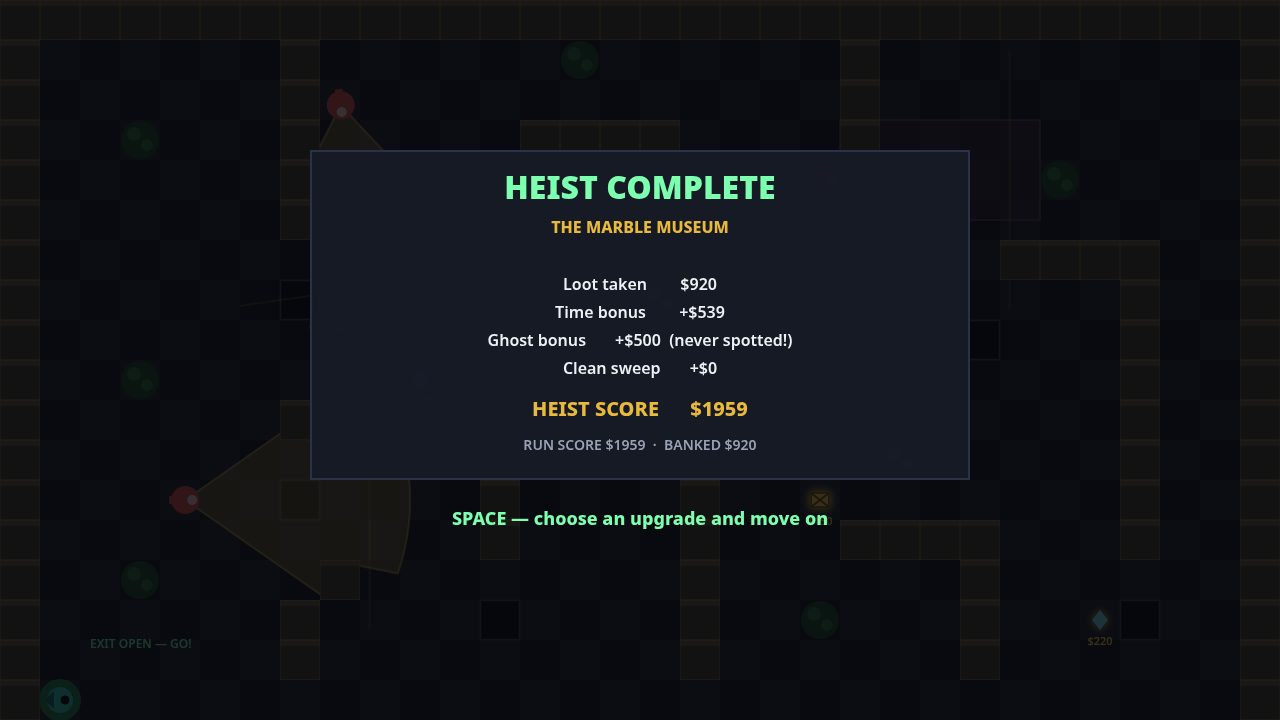 HEIST COMPLETE
THE MARBLE MUSEUM
Loot taken $920
Time bonus +$539
Ghost bonus +$500 (never spotted!)
Clean sweep +$0
HEIST SCORE $1959
RUN SCORE $1959 · BANKED $920
SPACE — choose an upgrade and move on
EXIT OPEN — GO!
$220